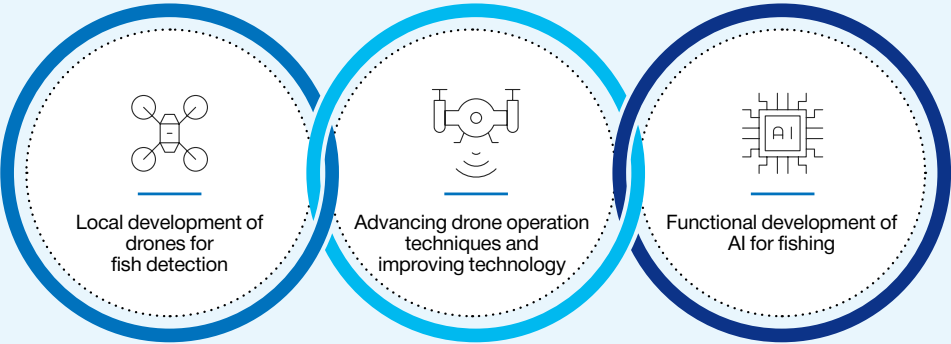 Local development of
drones for
fish detection
Advancing drone operation
techniques and
improving technology
AI
Functional development of
AI for fishing